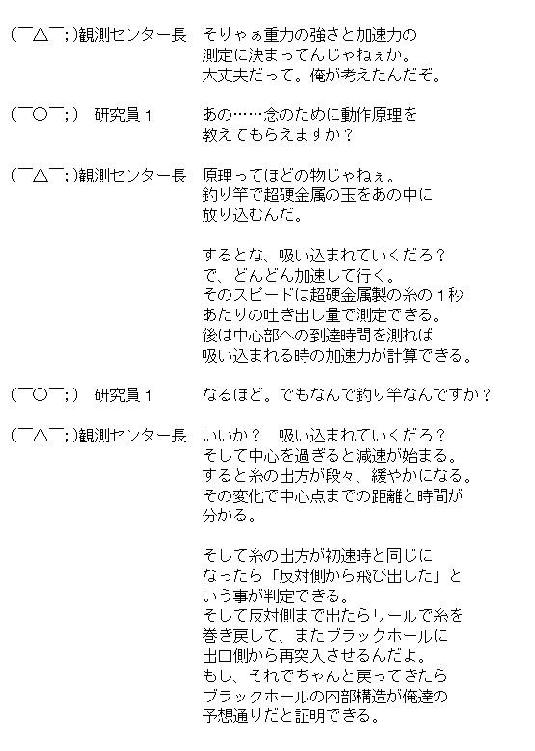 (￣△￣;)観測センター長　そりゃぁ重力の強さと加速力の
測定に決まってんじゃねぇか。
大丈夫だって。俺が考えたんだぞ。
(￣○￣;)　研究員１　あの……念のために動作原理を
教えてもらえますか？
(￣△￣;)観測センター長　原理ってほどの物じゃねぇ。
釣り竿で超硬金属の玉をあの中に
放り込むんだ。
するとな、吸い込まれていくだろ？
で、どんどん加速して行く。
そのスピードは超硬金属製の糸の１秒
あたりの吐き出し量で測定できる。
後は中心部への到達時間を測れば
吸い込まれる時の加速力が計算できる。
(￣○￣;)　研究員１　なるほど。でもなんで釣り竿なんですか？
(￣△￣;)観測センター長　いいか？　吸い込まれていくだろ？
そして中心を過ぎると減速が始まる。
すると糸の出方が段々、緩やかになる。
その変化で中心点までの距離と時間が
分かる。
そして糸の出方が初速時と同じに
なったら「反対側から飛び出した」と
いう事が判定できる。
そして反対側まで出たらリールで糸を
巻き戻して、またブラックホールに
出口側から再突入させるんだよ。
もし、それでちゃんと戻ってきたら
ブラックホールの内部構造が俺達の
予想通りだと証明できる。